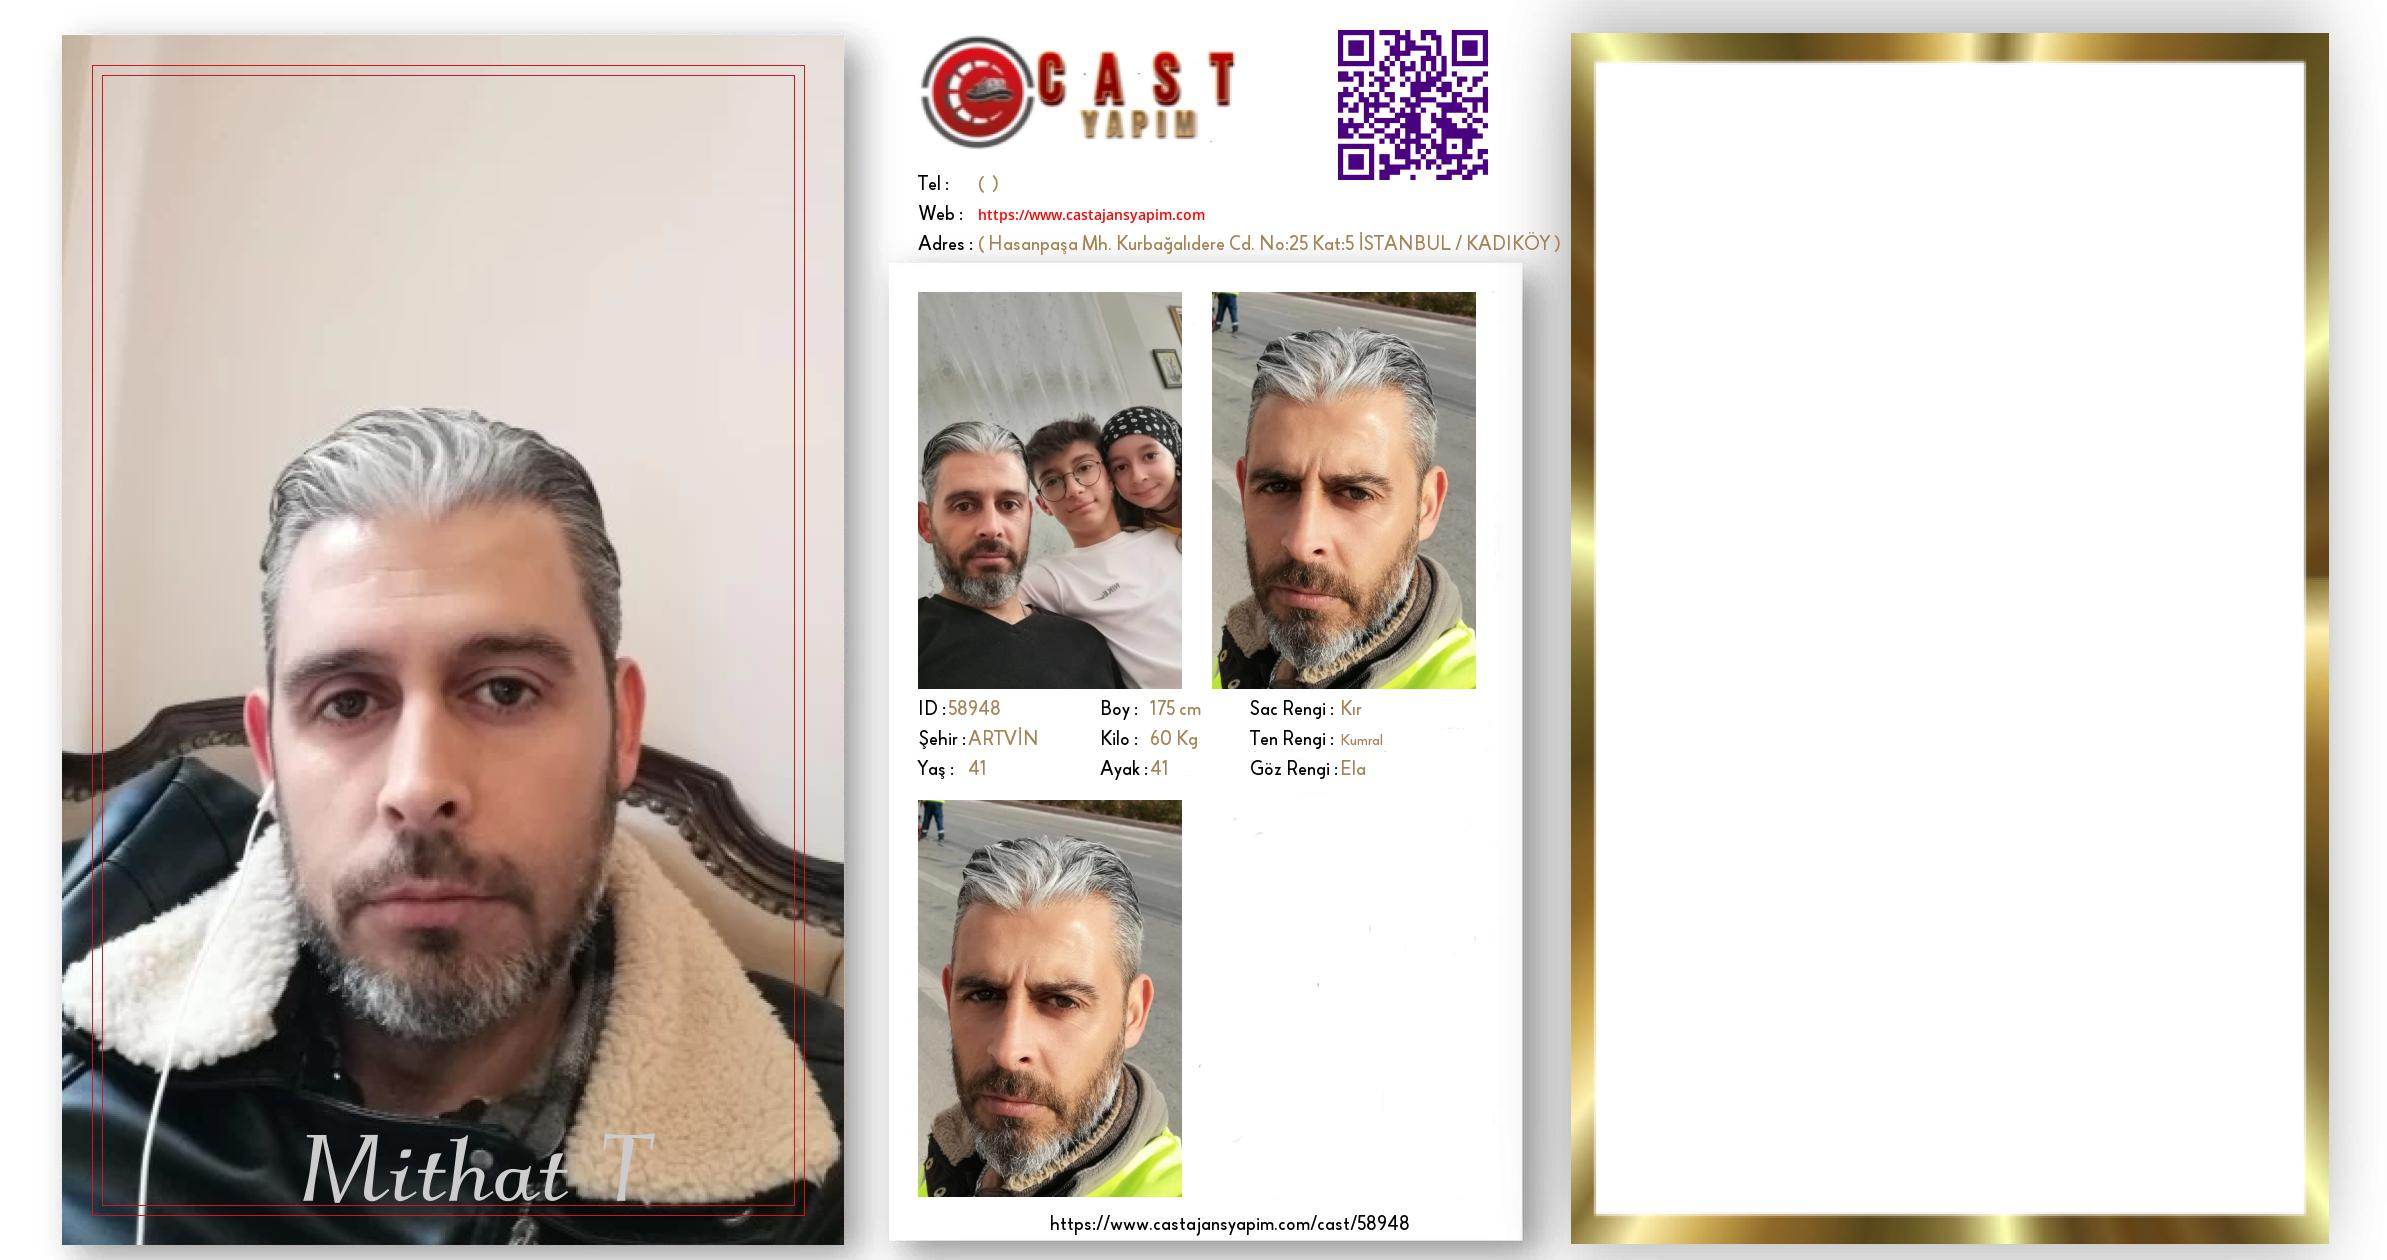 Mithat T
CAST
YAPIM
Tel : ( )
Web : https://www.castajansyapim.com
Adres : ( Hasanpaşa Mh. Kurbağalıdere Cd. No:25 Kat:5 İSTANBUL / KADIKÖY )
ID : 58948 Boy : 175 cm Sac Rengi : Kır
Şehir : ARTVİN Kilo : 60 Kg Ten Rengi : Kumral
Yaş : 41 Ayak : 41 Göz Rengi : Ela
https://www.castajansyapim.com/cast/58948